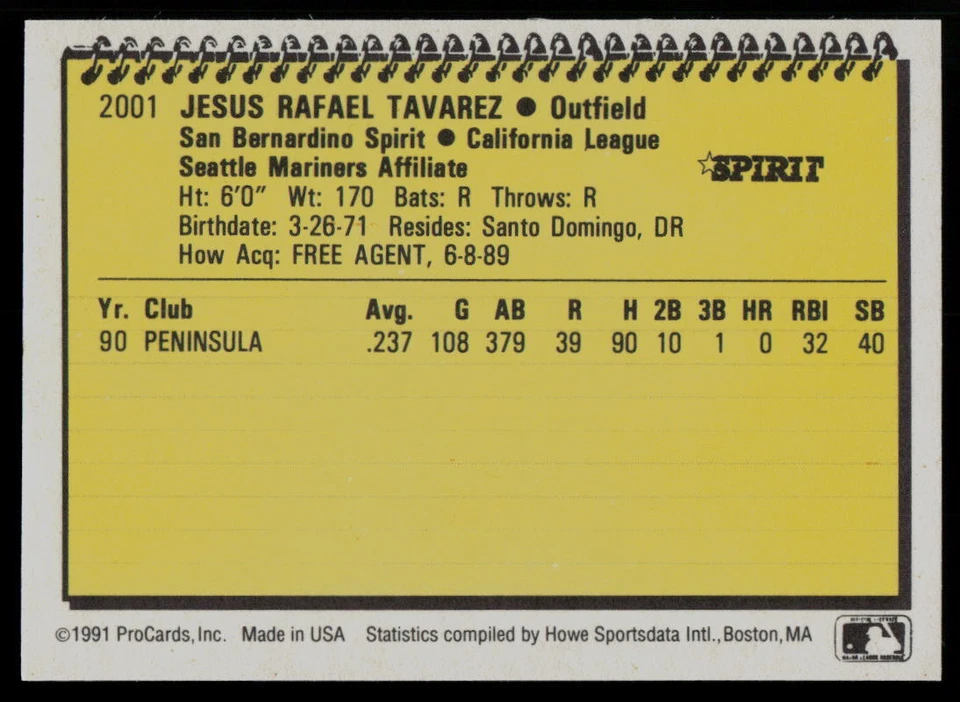 2001 JESUS RAFAEL TAVAREZ ● Outfield
San Bernardino Spirit ● California League
Seattle Mariners Affiliate
SPIRIT
Ht: 6'0" Wt: 170 Bats: R Throws: R
Birthdate: 3-26-71 Resides: Santo Domingo, DR
How Acq: FREE AGENT, 6-8-89
Yr. Club Avg. G AB R H 2B 3B HR RBI SB
90 PENINSULA .237 108 379 39 90 10 1 0 32 40
©1991 ProCards, Inc. Made in USA Statistics compiled by Howe Sportsdata Intl., Boston, MA